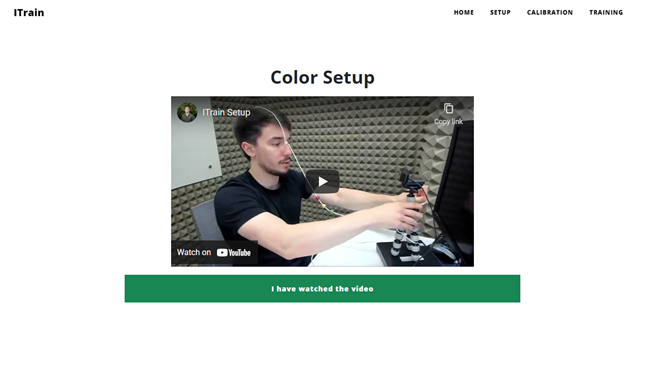 ITrain
HOME SETUP CALIBRATION TRAINING
Color Setup
ITrain Setup
Copy link
Watch on YouTube
I have watched the video